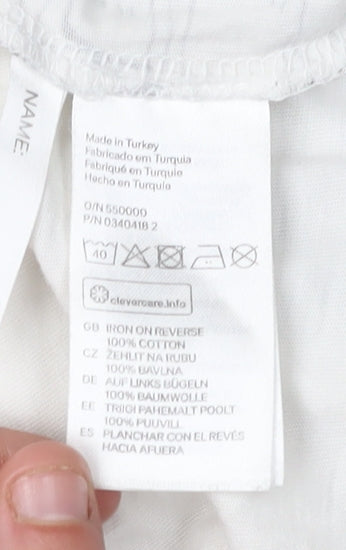 NAME:
Made in Turkey
Fabricado em Turquia
Fabriqué en Turquie
Hecho en Turquía
O/N 550000
P/N 0340418 2
40
clevercare.info
GB IRON ON REVERSE
100% COTTON
CZ ŽEHLIT NA RUBU
100% BAVLNA
DE AUF LINKS BÜGELN
100% BAUMWOLLE
EE TRIIGI PAHEMALT POOLT
100% PUUVILL
ES PLANCHAR CON EL REVÉS
HACIA AFUERA